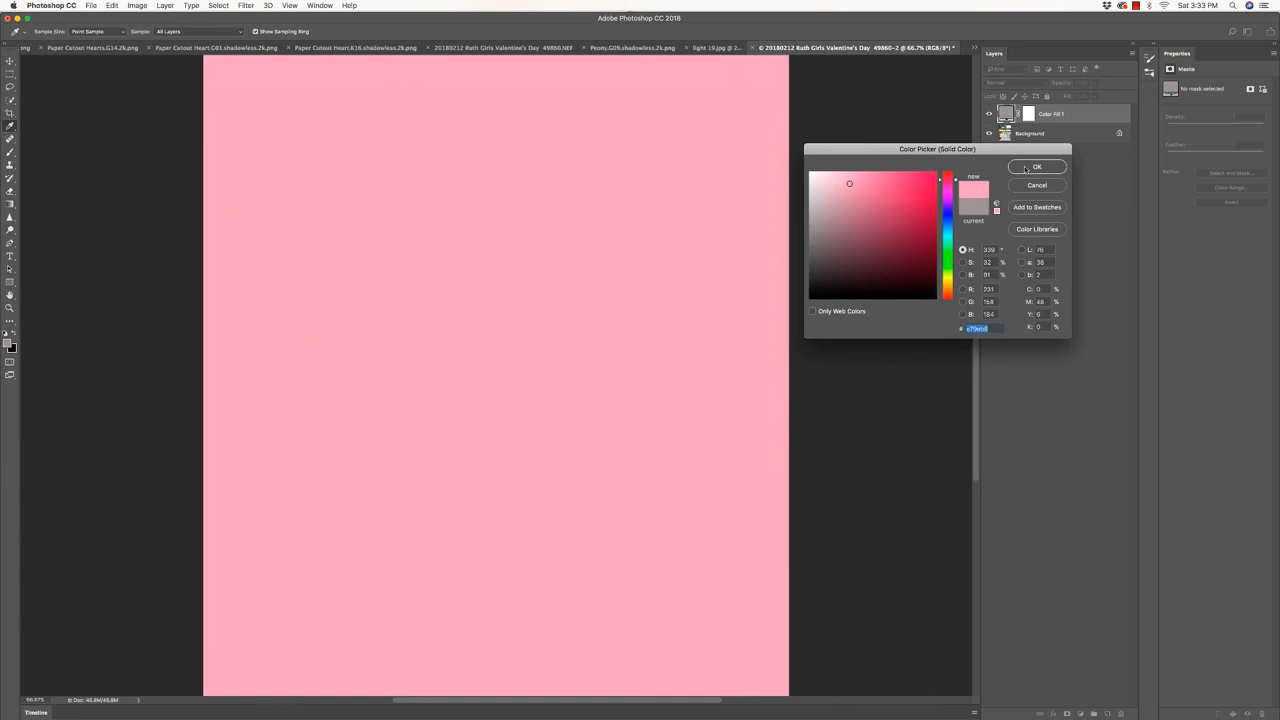 Photoshop CC File Edit Image Layer Type Select Filter 3D View Window Help Sat 3:33 PM
Adobe Photoshop CC 2018
Sample Size: Point Sample Sample: All Layers Show Sampling Ring
Paper Cutout Hearts.G14.2k.png Paper Cutout Heart.G01.shadowless.2k.png Paper Cutout Heart.K16.shadowless.2k.png 20180212 Ruth Girls Valentine's Day 49860.NEF Peony.G09.shadowless.2k.png light 19.jpg @ 2... © 20180212 Ruth Girls Valentine's Day 49860-2 @ 66.7% (RGB/8*) *
Layers
Kind
Normal Opacity:
Lock: Fill:
Color Fill 1
Background
Properties
Masks
No mask selected
Density:
Feather:
Refine: Select and Mask...
Color Range...
Invert
Color Picker (Solid Color)
new
current
OK
Cancel
Add to Swatches
Color Libraries
H: 339 °
S: 32 %
B: 91 %
R: 231
G: 158
B: 184
L: 76
a: 38
b: 2
C: 0 %
M: 48 %
Y: 6 %
K: 0 %
Only Web Colors
# e79eb8
66.67% Doc: 45.8M/45.8M
Timeline